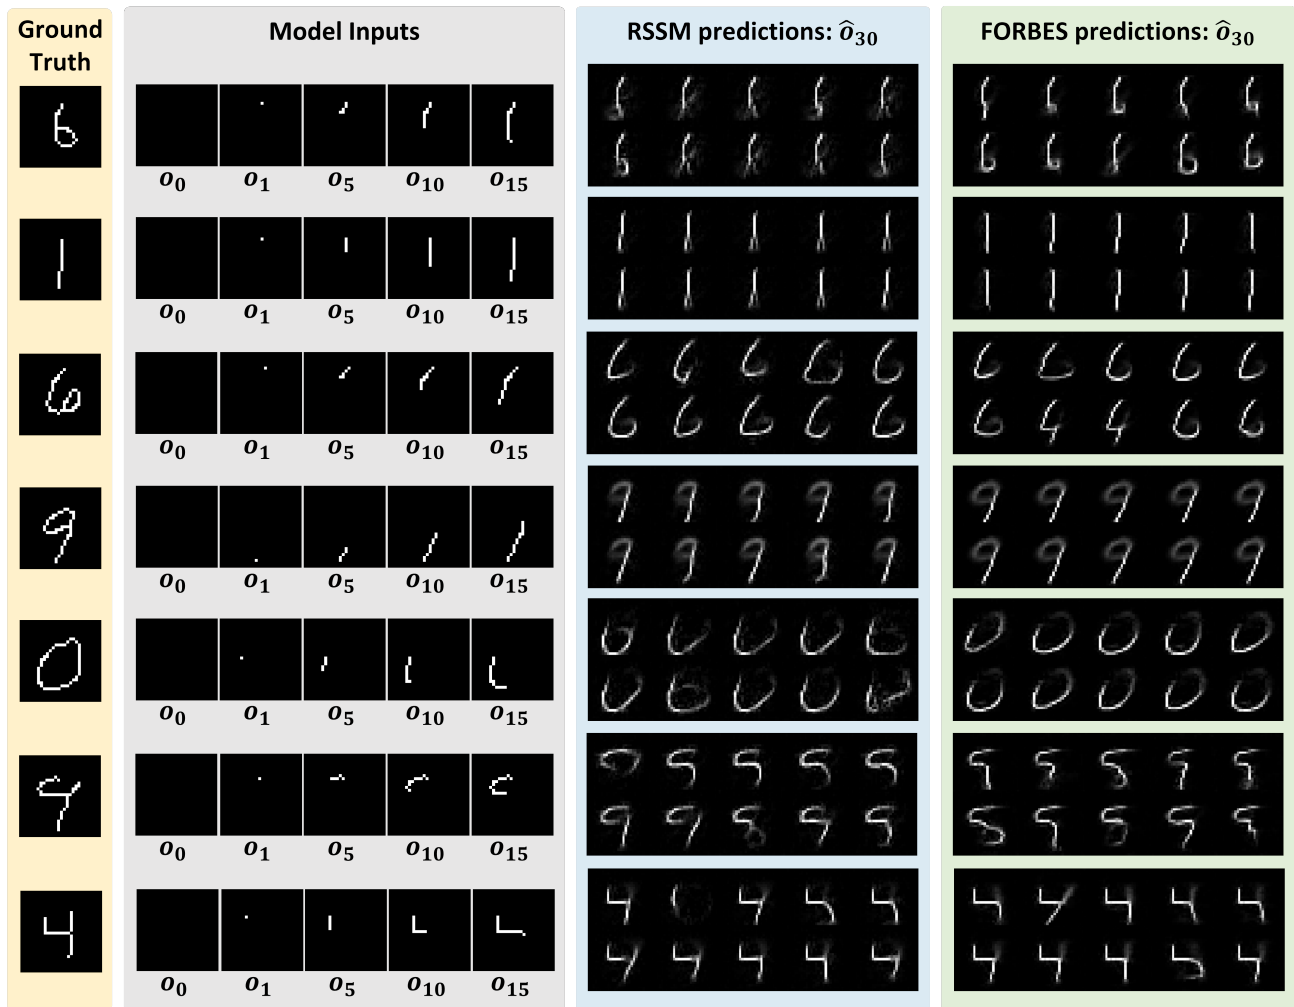 Ground Truth
Model Inputs
RSSM predictions: ô₃₀
FORBES predictions: ô₃₀
o₀ o₁ o₅ o₁₀ o₁₅
o₀ o₁ o₅ o₁₀ o₁₅
o₀ o₁ o₅ o₁₀ o₁₅
o₀ o₁ o₅ o₁₀ o₁₅
o₀ o₁ o₅ o₁₀ o₁₅
o₀ o₁ o₅ o₁₀ o₁₅
o₀ o₁ o₅ o₁₀ o₁₅